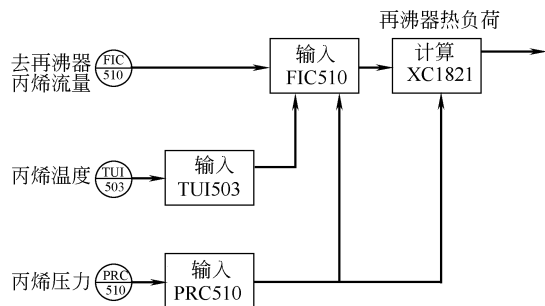 再沸器热负荷
去再沸器
丙烯流量
FIC
510
输入
FIC510
计算
XC1821
丙烯温度
TUI
503
输入
TUI503
丙烯压力
PRC
510
输入
PRC510